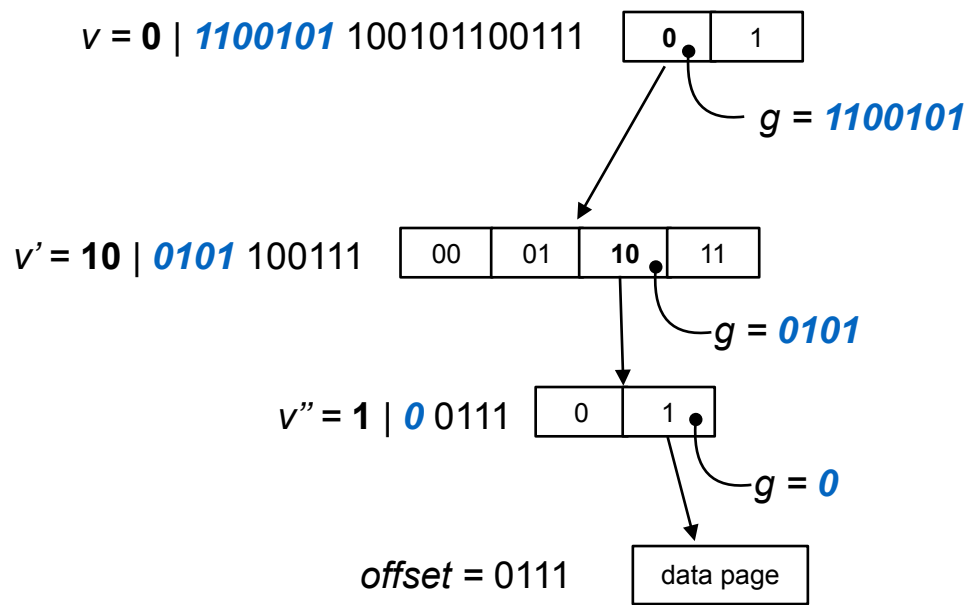 v = 0 | 1100101 100101100111 0 1
g = 1100101
v’ = 10 | 0101 100111 00 01 10 11
g = 0101
v” = 1 | 0 0111 0 1
g = 0
offset = 0111 data page